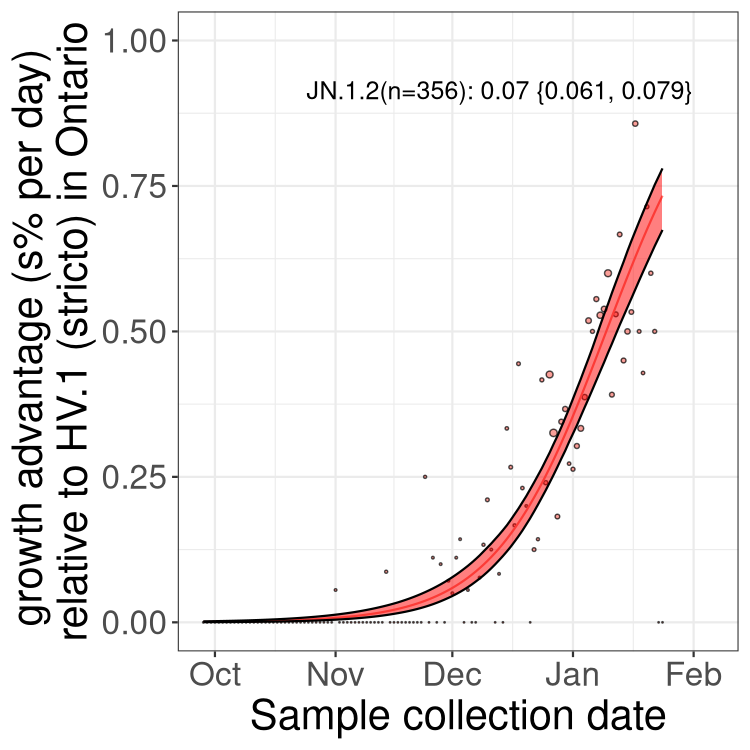 growth advantage (s% per day)
relative to HV.1 (stricto) in Ontario
1.00
0.75
0.50
0.25
0.00
JN.1.2(n=356): 0.07 {0.061, 0.079}
Oct Nov Dec Jan Feb
Sample collection date